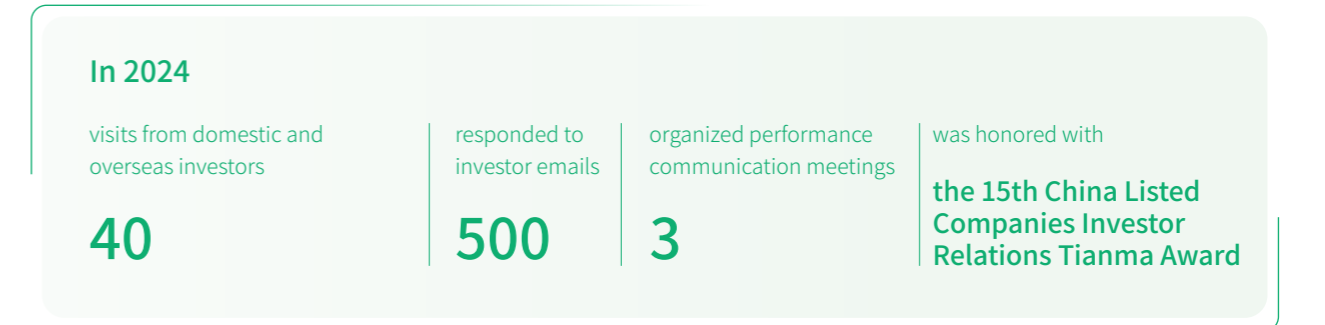 In 2024
visits from domestic and
overseas investors
40
responded to
investor emails
500
organized performance
communication meetings
3
was honored with
the 15th China Listed
Companies Investor
Relations Tianma Award